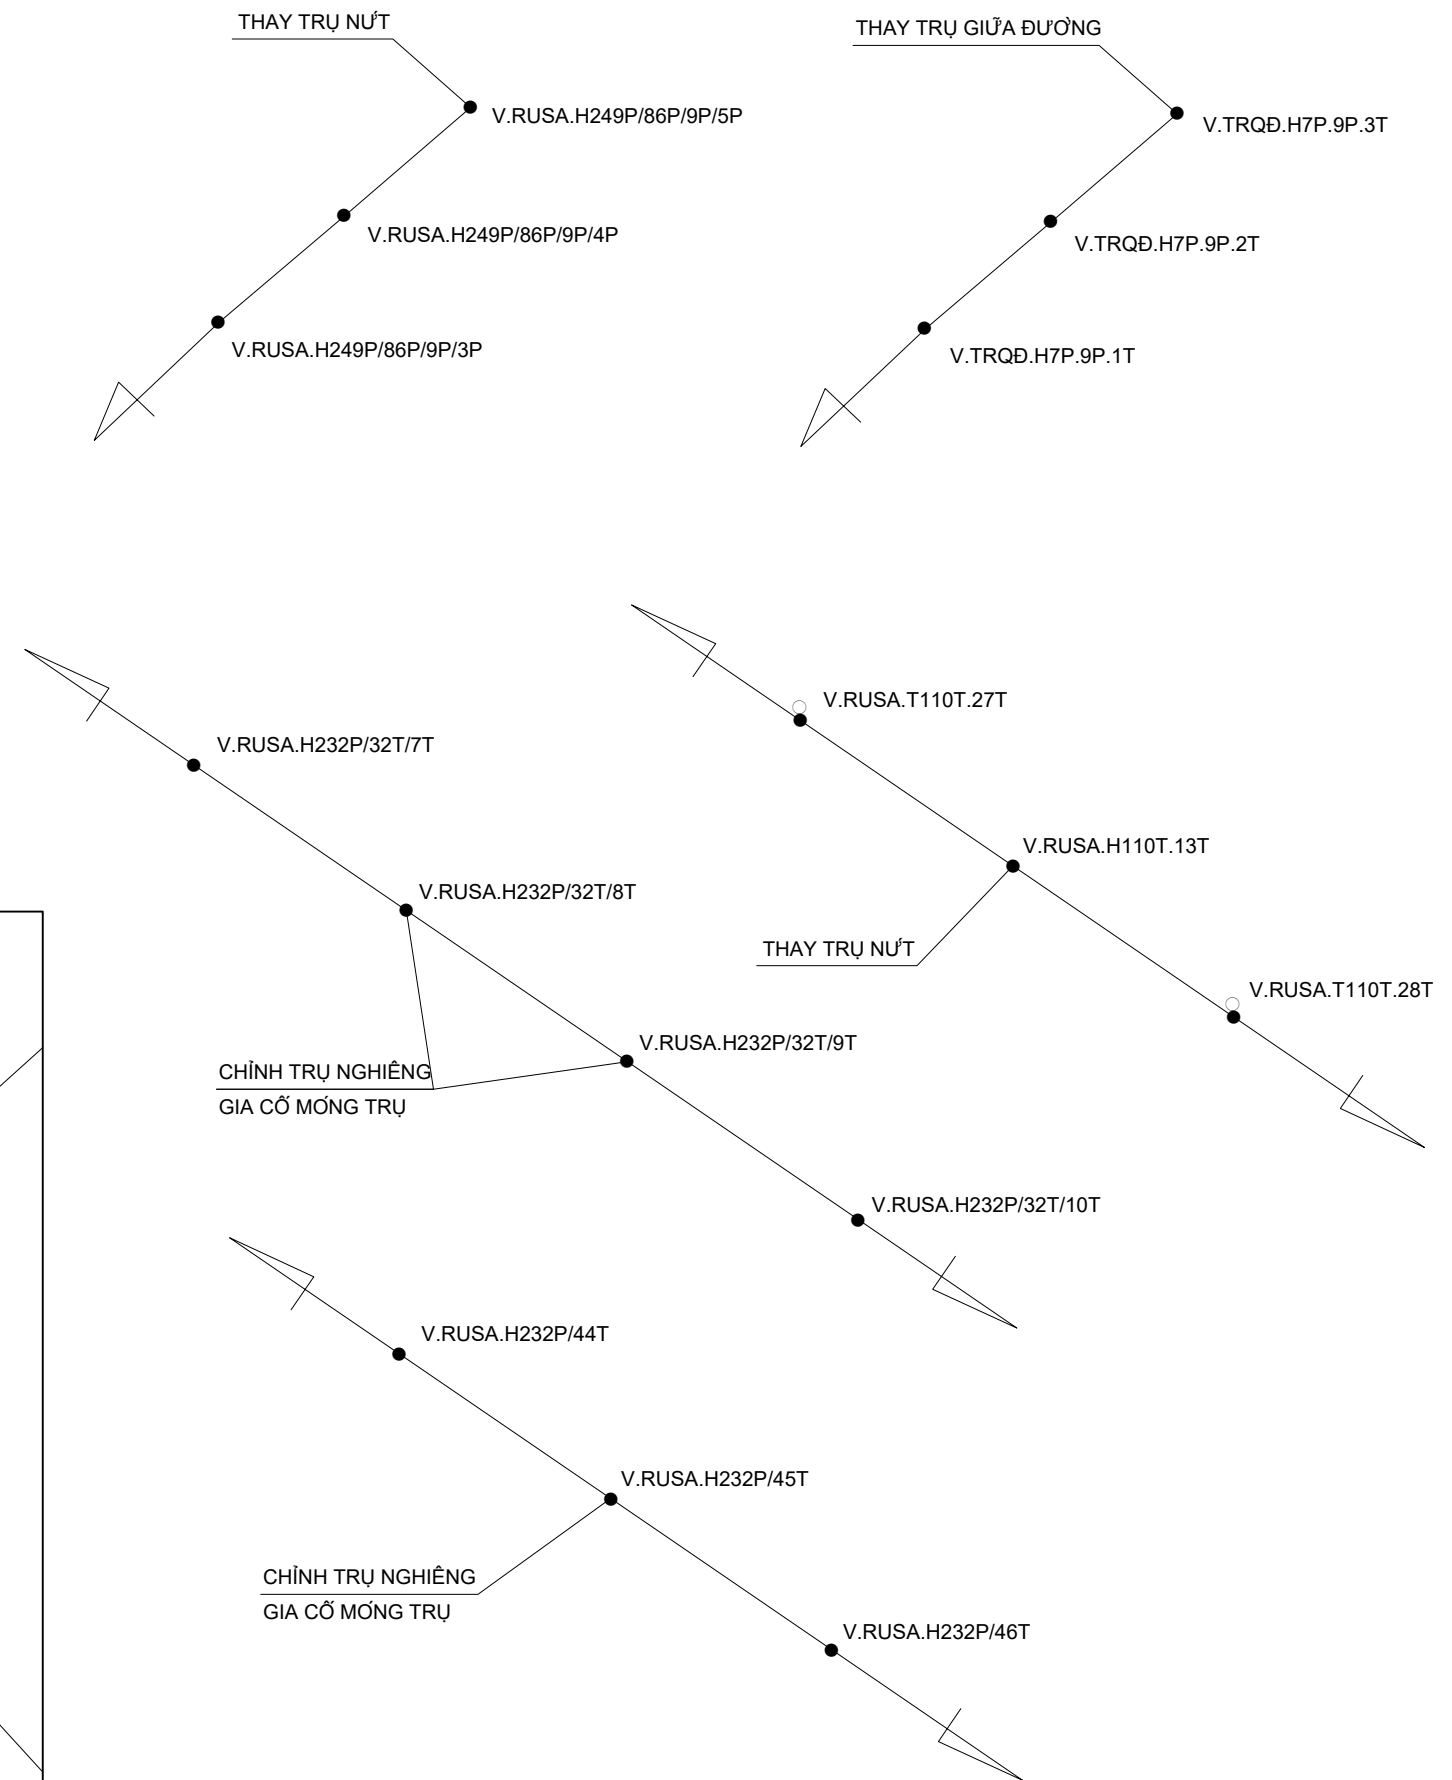 THAY TRỤ NỨT
V.RUSA.H249P/86P/9P/5P
V.RUSA.H249P/86P/9P/4P
V.RUSA.H249P/86P/9P/3P
THAY TRỤ GIỮA ĐƯƠNG
V.TRQĐ.H7P.9P.3T
V.TRQĐ.H7P.9P.2T
V.TRQĐ.H7P.9P.1T
V.RUSA.T110T.27T
V.RUSA.H110T.13T
THAY TRỤ NỨT
V.RUSA.T110T.28T
V.RUSA.H232P/32T/7T
V.RUSA.H232P/32T/8T
V.RUSA.H232P/32T/9T
CHỈNH TRỤ NGHIÊNG
GIA CỐ MÓNG TRỤ
V.RUSA.H232P/32T/10T
V.RUSA.H232P/44T
V.RUSA.H232P/45T
CHỈNH TRỤ NGHIÊNG
GIA CỐ MÓNG TRỤ
V.RUSA.H232P/46T